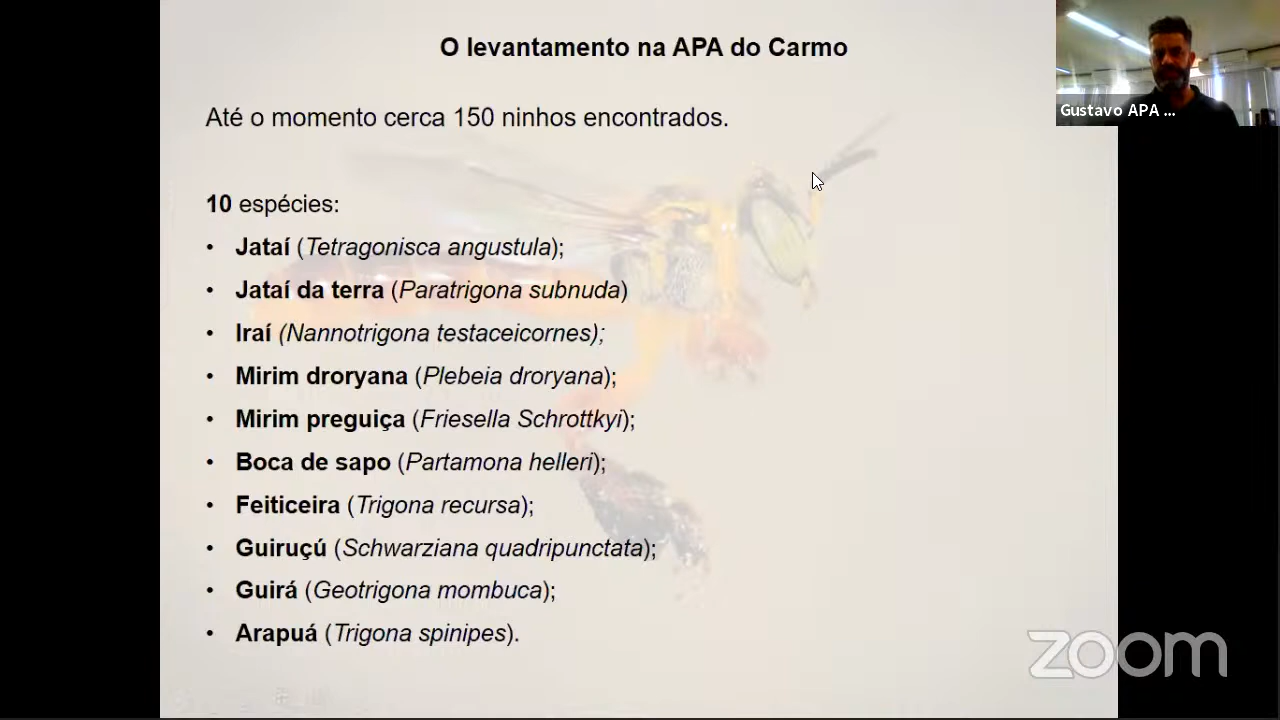 O levantamento na APA do Carmo
Gustavo APA ...
Até o momento cerca 150 ninhos encontrados.
10 espécies:
• Jataí (Tetragonisca angustula);
• Jataí da terra (Paratrigona subnuda)
• Iraí (Nannotrigona testaceicornes);
• Mirim droryana (Plebeia droryana);
• Mirim preguiça (Friesella Schrottkyi);
• Boca de sapo (Partamona helleri);
• Feiticeira (Trigona recursa);
• Guiruçú (Schwarziana quadripunctata);
• Guirá (Geotrigona mombuca);
• Arapuá (Trigona spinipes).
zoom